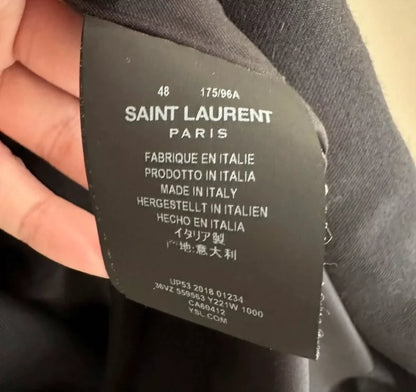 48 175/96A
SAINT LAURENT
PARIS
FABRIQUE EN ITALIE
PRODOTTO IN ITALIA
MADE IN ITALY
HERGESTELLT IN ITALIEN
HECHO EN ITALIA
イタリア製
产地:意大利
UP53 2018 01234
36VZ 559563 Y221W 1000
CA60412
YSL.COM